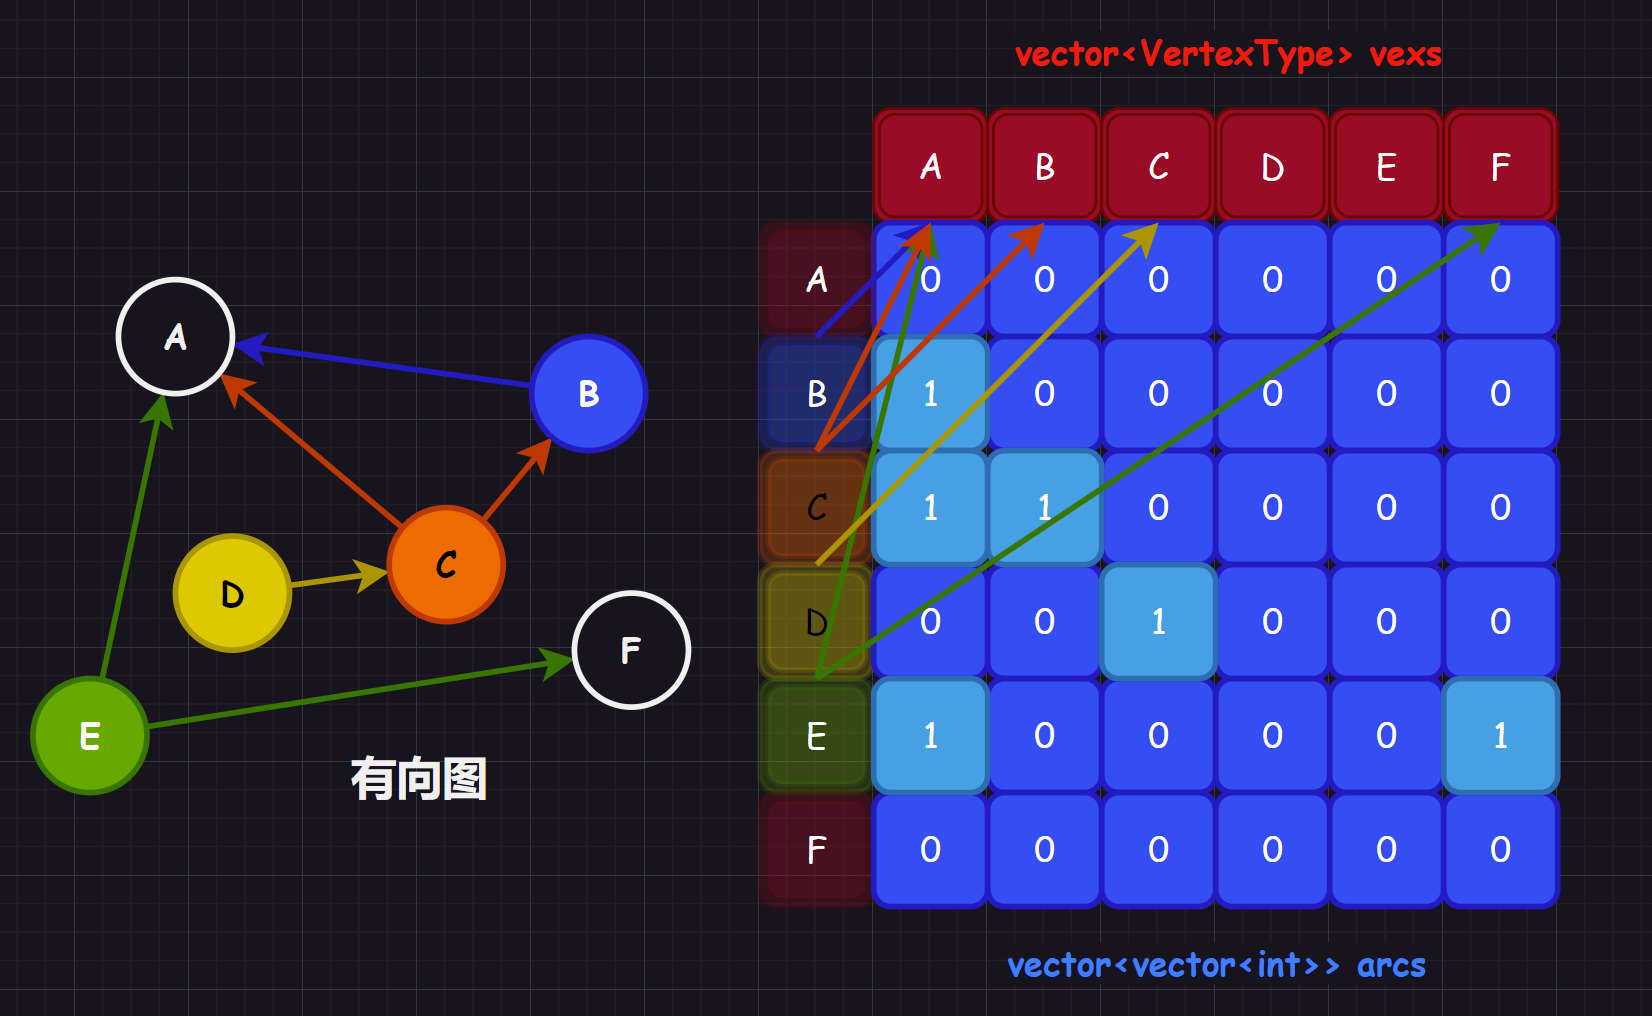 vector<VertexType> vexs
A B C D E F
A 0 0 0 0 0 0
B 1 0 0 0 0 0
C 1 1 0 0 0 0
D 0 0 1 0 0 0
E 1 0 0 0 0 1
F 0 0 0 0 0 0
vector<vector<int>> arcs
A
B
C
D
F
E
有向图